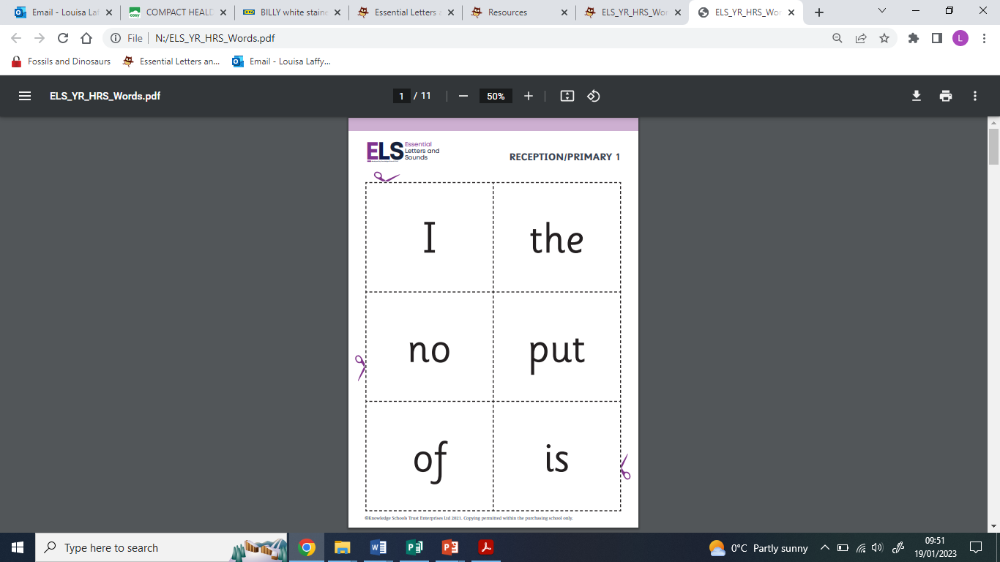 Email - Louisa Laf
COMPACT HEALD
BILLY white staine
Essential Letters a
Resources
ELS_YR_HRS_Wor
ELS_YR_HRS_Wor
File N:/ELS_YR_HRS_Words.pdf
L
Fossils and Dinosaurs Essential Letters an... Email - Louisa Laffy...
ELS_YR_HRS_Words.pdf 1 / 11 50%
ELS Essential
Letters and
Sounds
RECEPTION/PRIMARY 1
I the
no put
of is
©Knowledge Schools Trust Enterprises Ltd 2021. Copying permitted within the purchasing school only.
Type here to search
0°C Partly sunny
09:51
19/01/2023